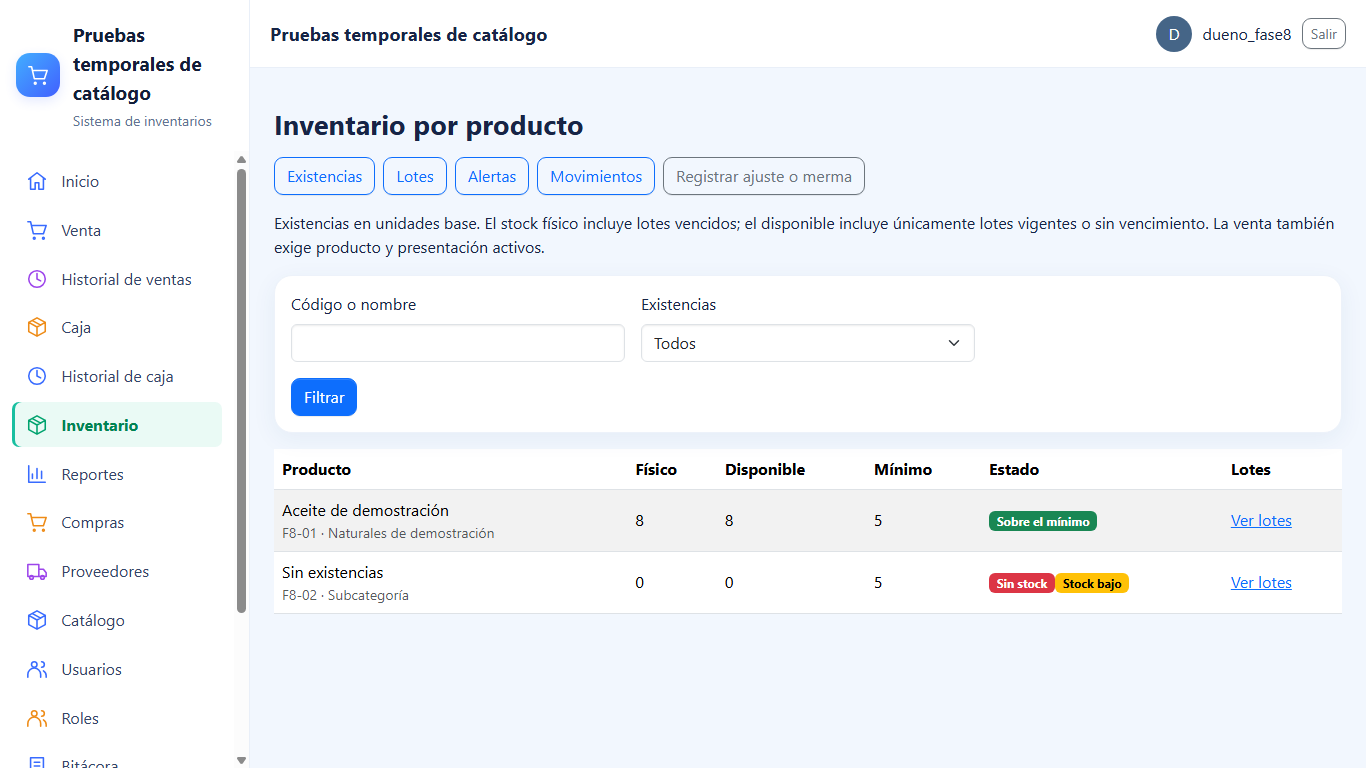 Pruebas
temporales de
catálogo
Sistema de inventarios
Inicio
Venta
Historial de ventas
Caja
Historial de caja
Inventario
Reportes
Compras
Proveedores
Catálogo
Usuarios
Roles
Bitácora
Pruebas temporales de catálogo
D dueno_fase8 Salir
Inventario por producto
Existencias Lotes Alertas Movimientos Registrar ajuste o merma
Existencias en unidades base. El stock físico incluye lotes vencidos; el disponible incluye únicamente lotes vigentes o sin vencimiento. La venta también
exige producto y presentación activos.
Código o nombre Existencias
Todos
Filtrar
Producto Físico Disponible Mínimo Estado Lotes
Aceite de demostración 8 8 5 Sobre el mínimo Ver lotes
F8-01 · Naturales de demostración
Sin existencias 0 0 5 Sin stock Stock bajo Ver lotes
F8-02 · Subcategoría